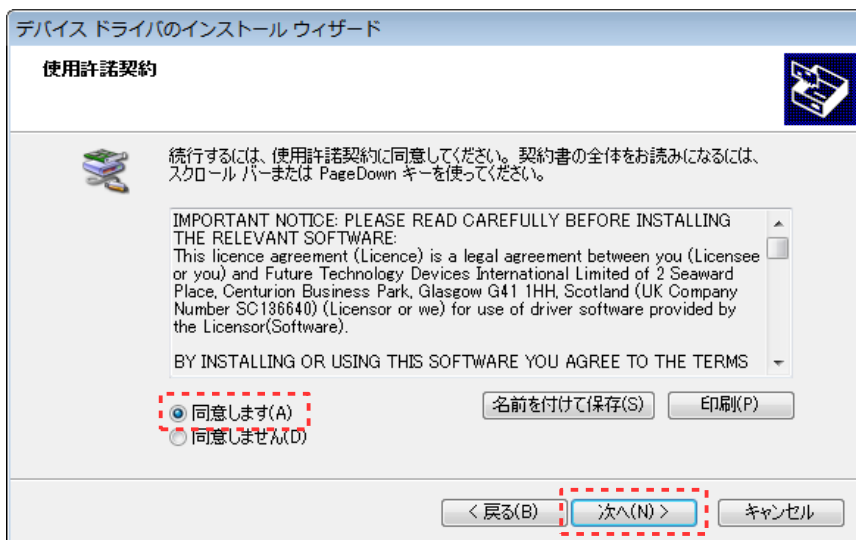 デバイス ドライバのインストール ウィザード
使用許諾契約
続行するには、使用許諾契約に同意してください。契約書の全体をお読みになるには、
スクロール バーまたは PageDown キーを使ってください。
IMPORTANT NOTICE: PLEASE READ CAREFULLY BEFORE INSTALLING
THE RELEVANT SOFTWARE:
This licence agreement (Licence) is a legal agreement between you (Licensee
or you) and Future Technology Devices International Limited of 2 Seaward
Place, Centurion Business Park, Glasgow G41 1HH, Scotland (UK Company
Number SC136640) (Licensor or we) for use of driver software provided by
the Licensor(Software).
BY INSTALLING OR USING THIS SOFTWARE YOU AGREE TO THE TERMS
同意します(A)
名前を付けて保存(S)
印刷(P)
同意しません(D)
< 戻る(B)
次へ(N) >
キャンセル